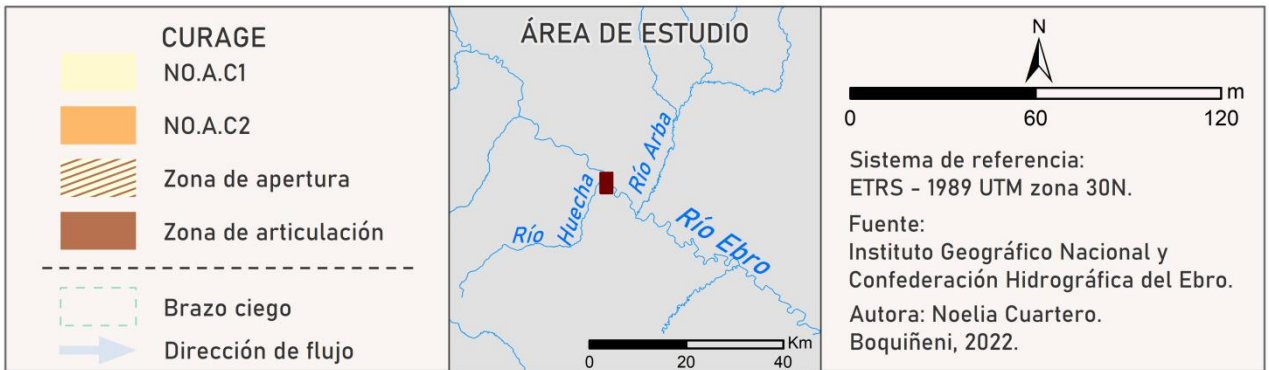 CURAGE
NO.A.C1
NO.A.C2
Zona de apertura
Zona de articulación
Brazo ciego
Dirección de flujo
ÁREA DE ESTUDIO
Río Arba
Huecha
Río
Río Ebro
Km
0 20 40
N
m
0 60 120
Sistema de referencia:
ETRS - 1989 UTM zona 30N.
Fuente:
Instituto Geográfico Nacional y
Confederación Hidrográfica del Ebro.
Autora: Noelia Cuartero.
Boquiñeni, 2022.